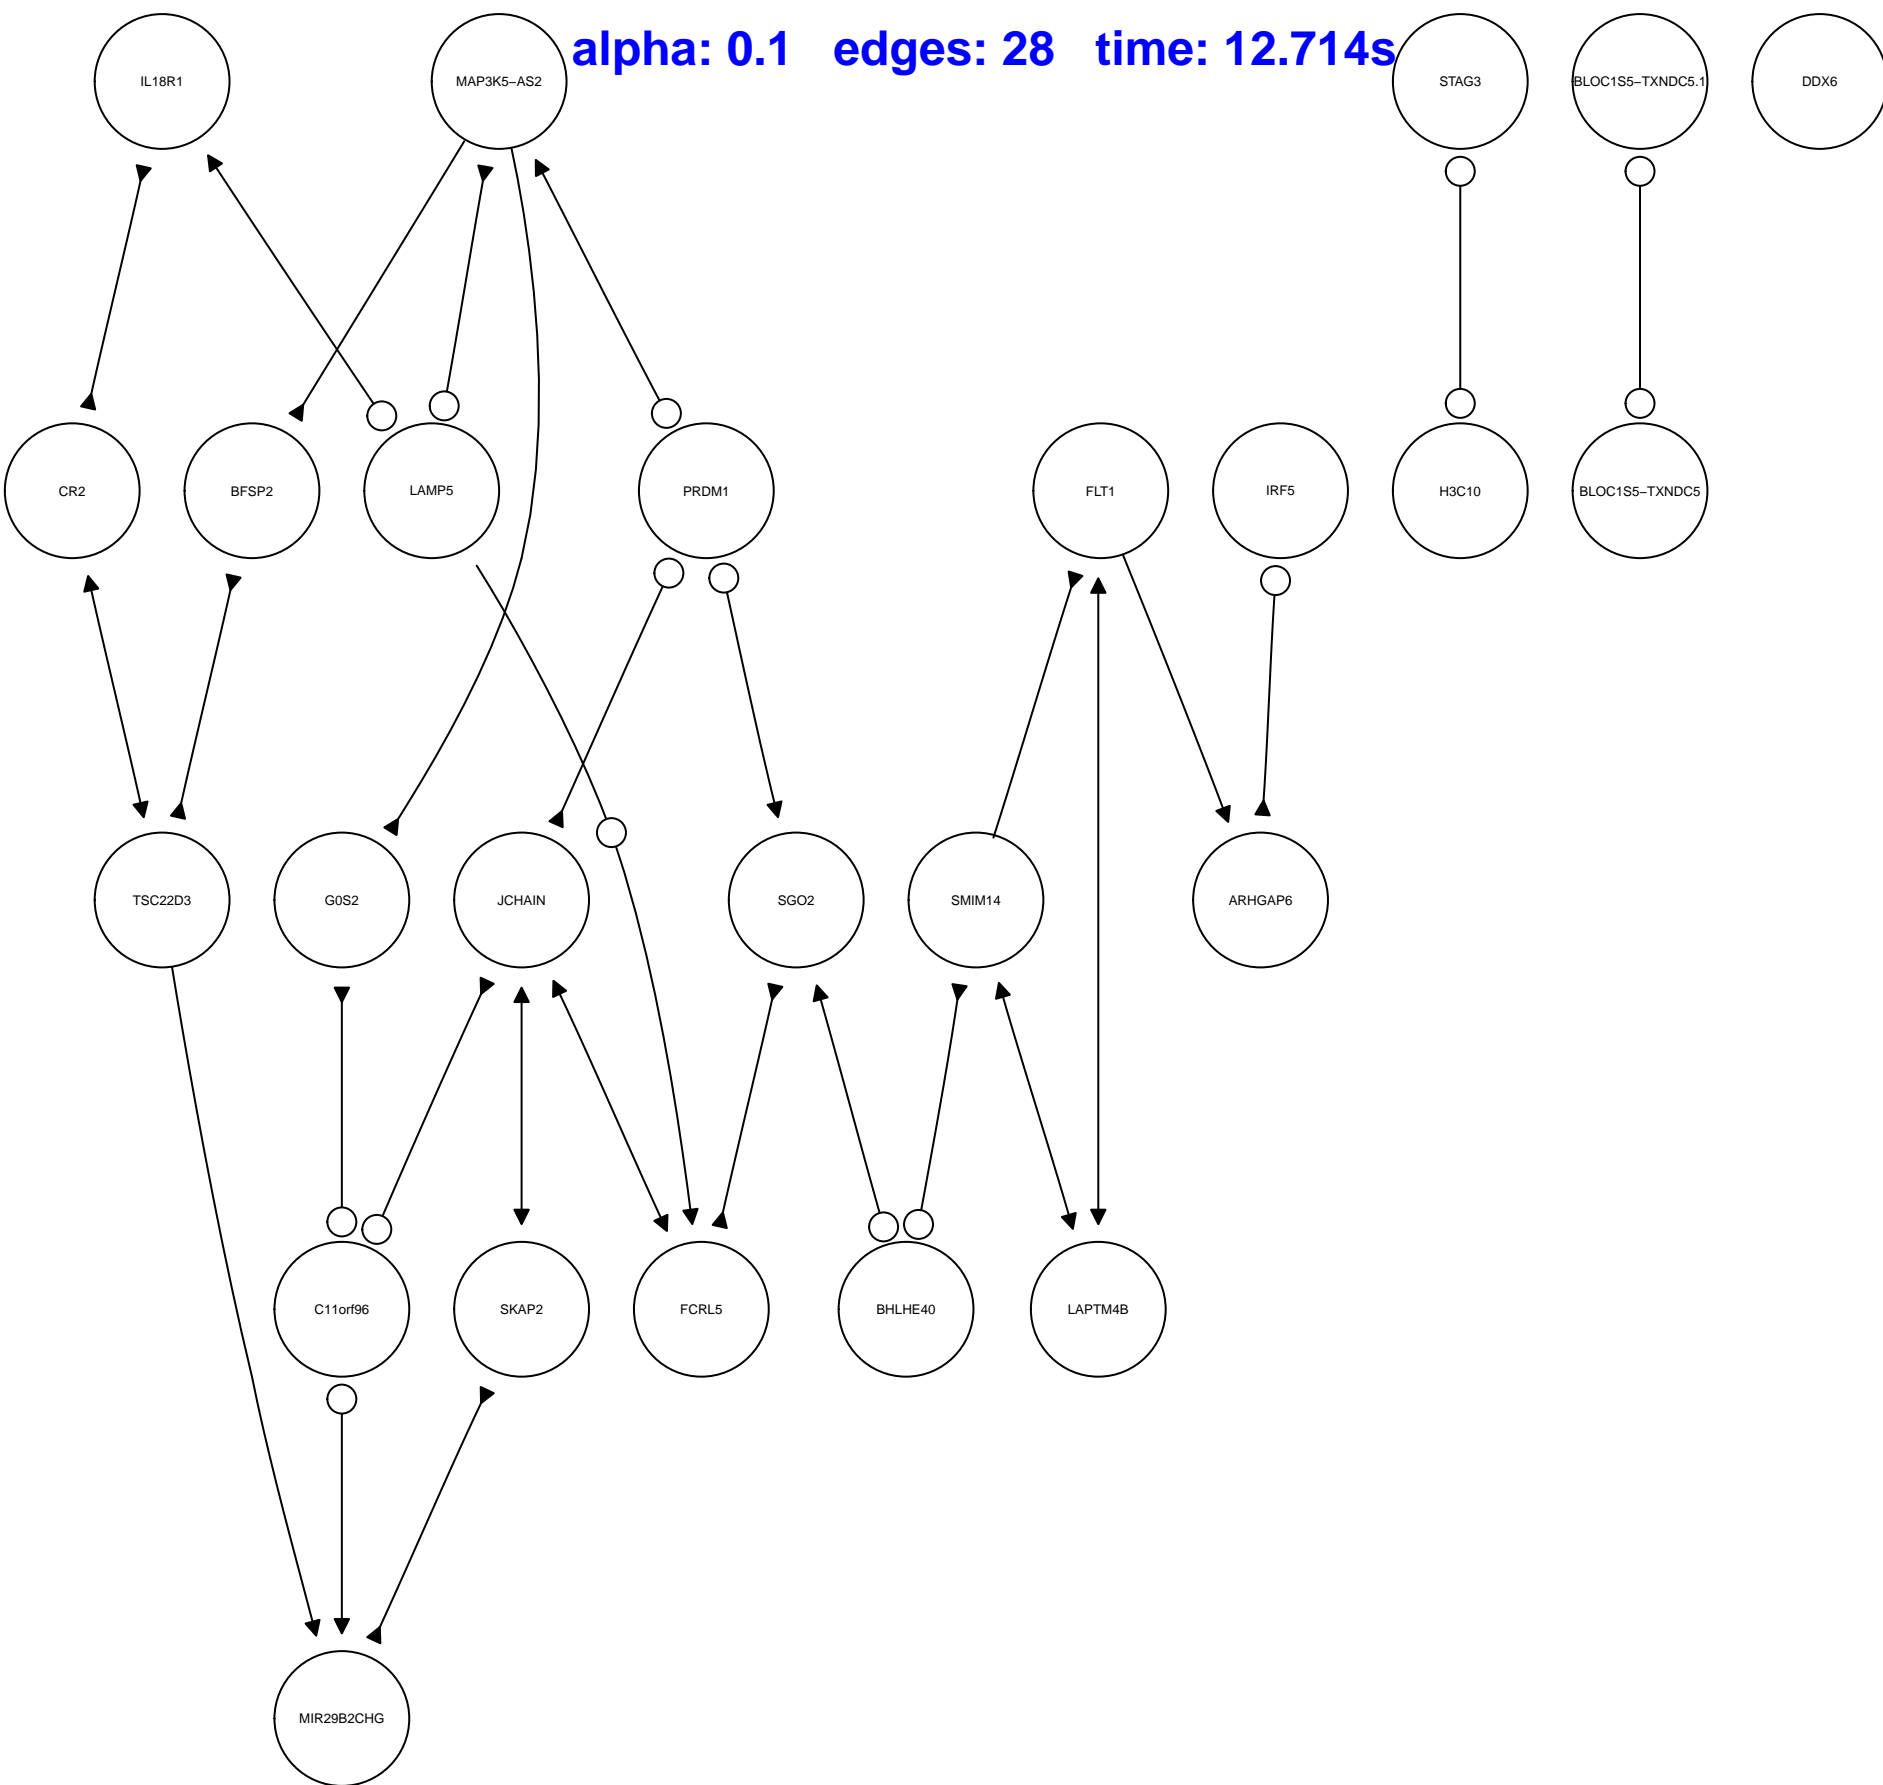 alpha: 0.1 edges: 28 time: 12.714s
IL18R1
MAP3K5−AS2
STAG3
BLOC1S5−TXNDC5.1
DDX6
CR2
BFSP2
LAMP5
PRDM1
FLT1
IRF5
H3C10
BLOC1S5−TXNDC5
TSC22D3
G0S2
JCHAIN
SGO2
SMIM14
ARHGAP6
C11orf96
SKAP2
FCRL5
BHLHE40
LAPTM4B
MIR29B2CHG